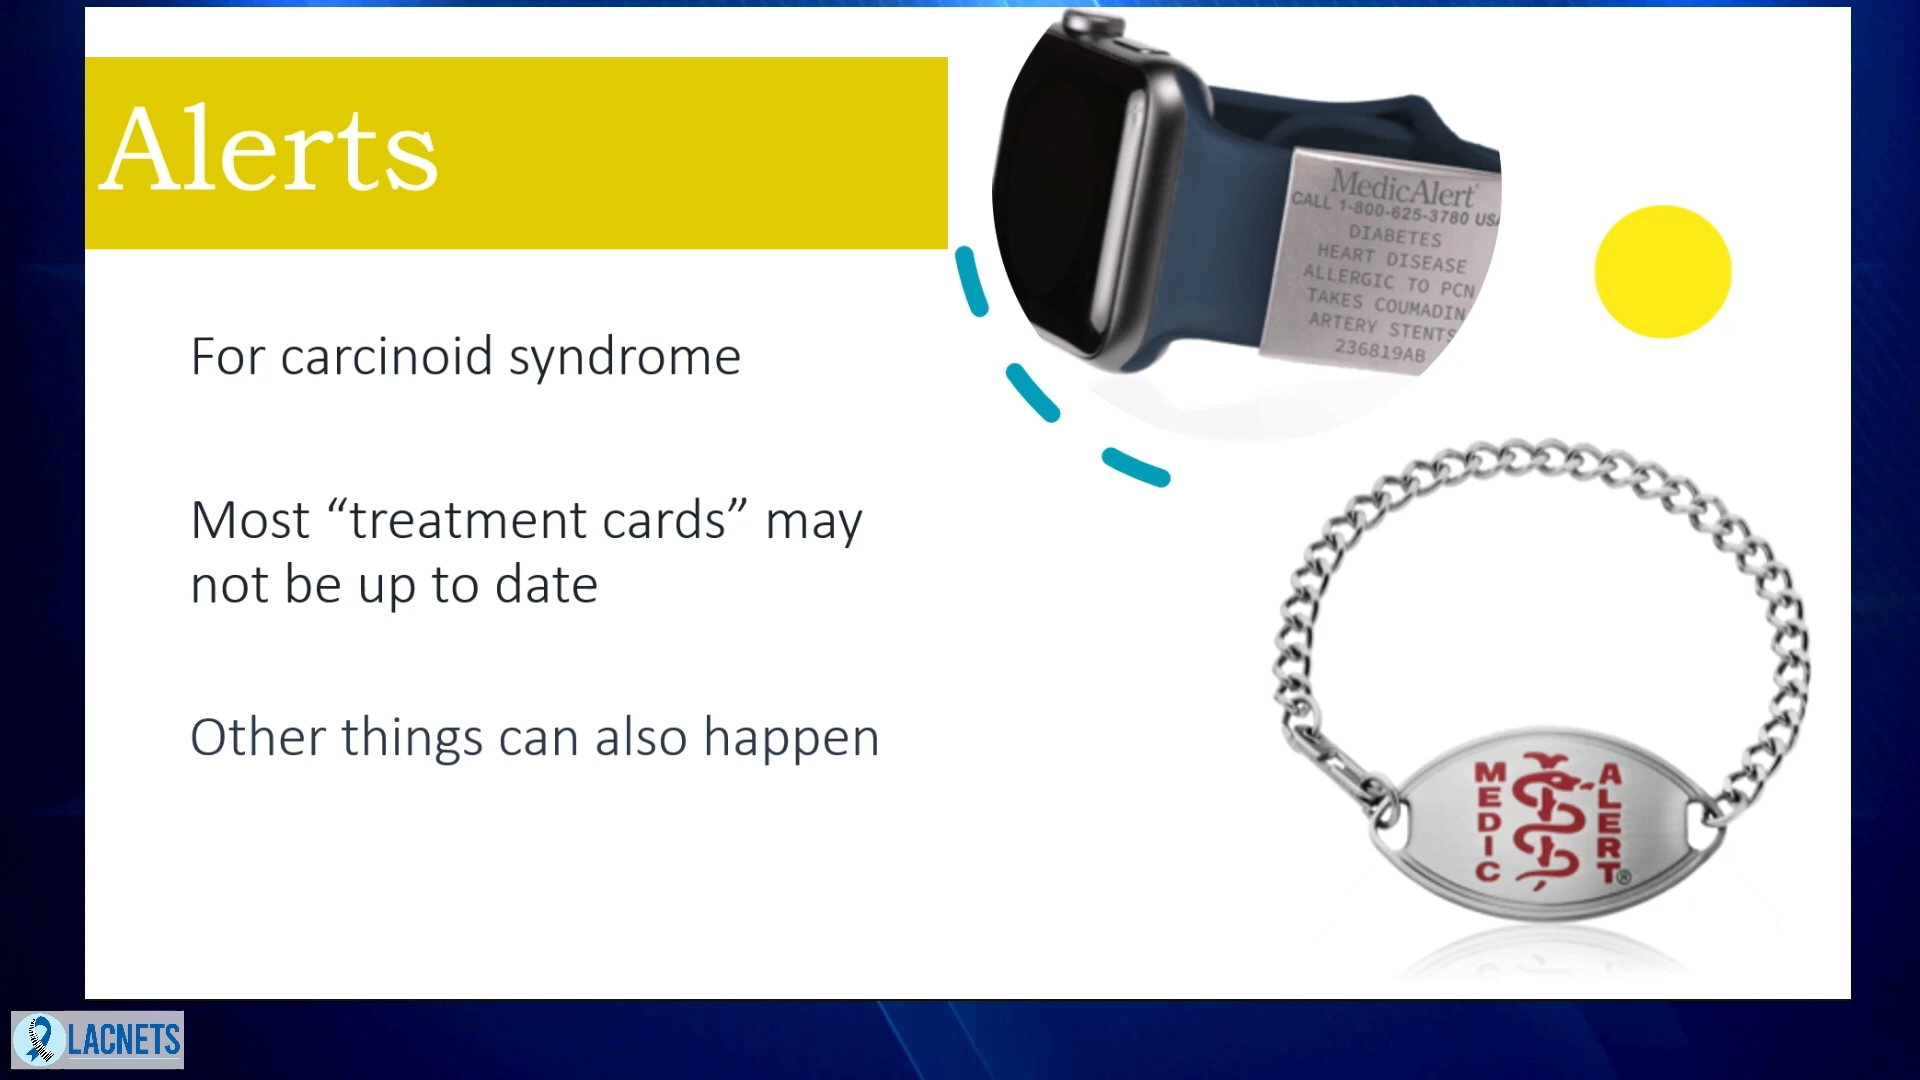 Alerts
For carcinoid syndrome
Most “treatment cards” may
not be up to date
Other things can also happen
MedicAlert®
CALL 1-800-625-3780 USA
DIABETES
HEART DISEASE
ALLERGIC TO PCN
TAKES COUMADIN
ARTERY STENTS
236819AB
MEDIC ALERT®
LACNETS